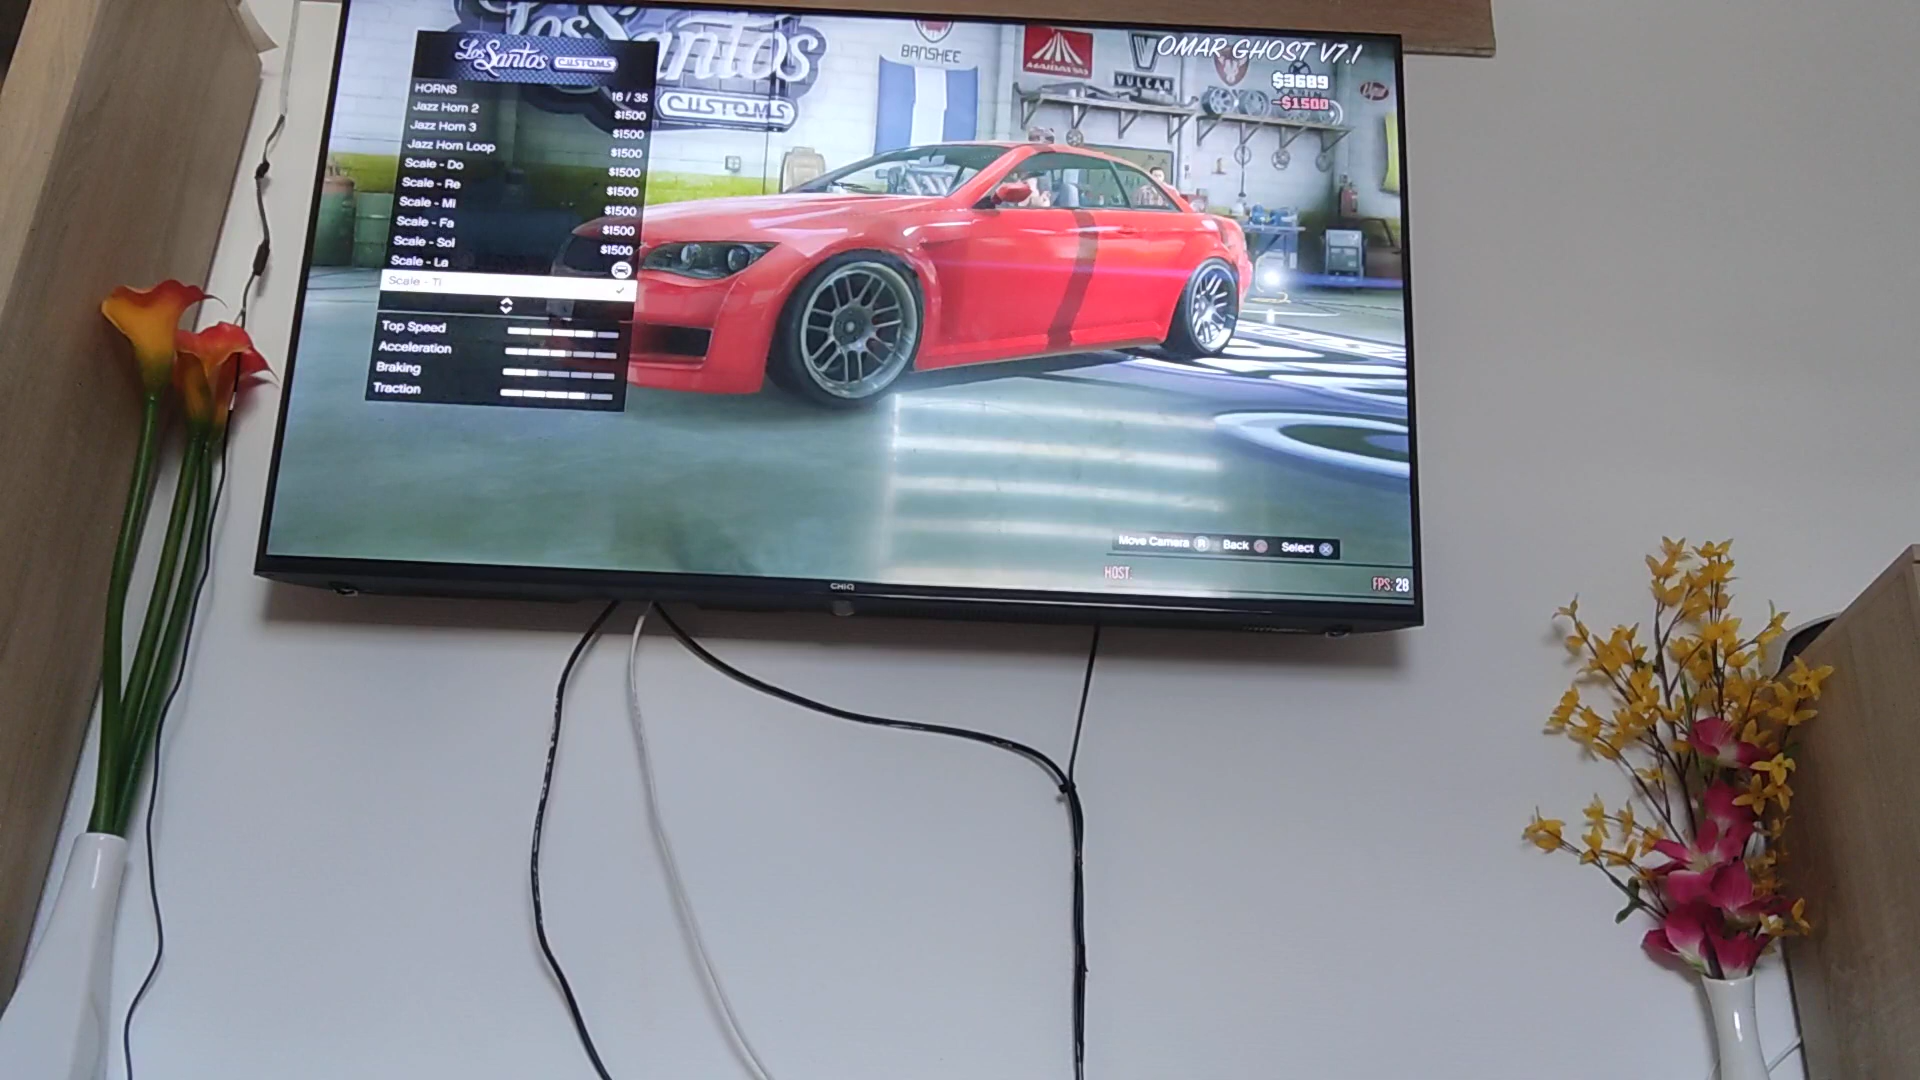 Los Santos
CUSTOMS
HORNS 16 / 35
Jazz Horn 2 $1500
Jazz Horn 3 $1500
Jazz Horn Loop $1500
Scale - Do $1500
Scale - Re $1500
Scale - Mi $1500
Scale - Fa $1500
Scale - Sol $1500
Scale - La
Scale - Ti
Top Speed
Acceleration
Braking
Traction
Los Santos
CUSTOMS
BANSHEE
VULCAR
OMAR GHOST V7.1
$3689
-$1500
Move Camera R Back Select
HOST:
FPS: 28
CHiQ